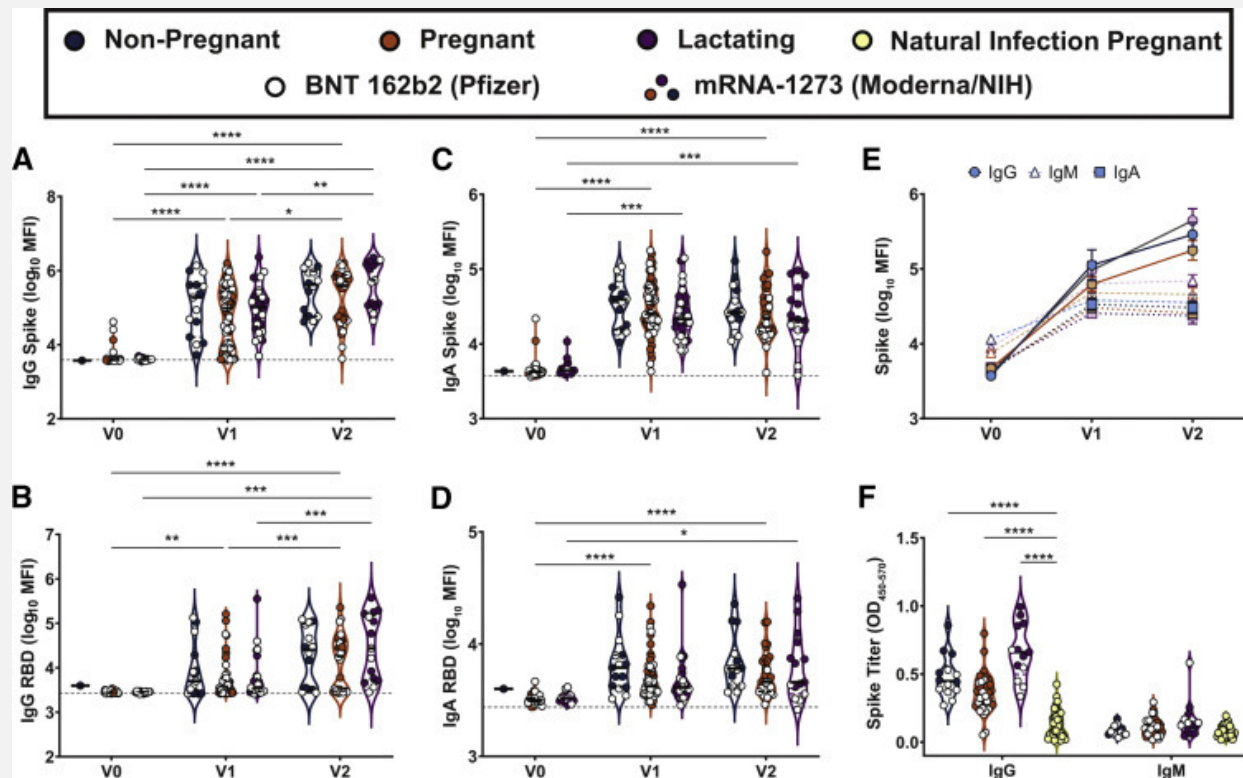 Non-Pregnant Pregnant Lactating Natural Infection Pregnant
BNT 162b2 (Pfizer) mRNA-1273 (Moderna/NIH)
A
****
****
**** **
**** *
IgG Spike (log10 MFI)
8
6
4
2
V0 V1 V2
C
****
***
****
***
IgA Spike (log10 MFI)
6
5
4
3
V0 V1 V2
E
IgG IgM IgA
Spike (log10 MFI)
6
5
4
3
V0 V1 V2
B
****
***
***
** ***
IgG RBD (log10 MFI)
7
6
5
4
3
2
V0 V1 V2
D
****
*
****
IgA RBD (log10 MFI)
5
4
3
V0 V1 V2
F
****
****
****
Spike Titer (OD450-570)
1.5
1.0
0.5
0.0
IgG IgM